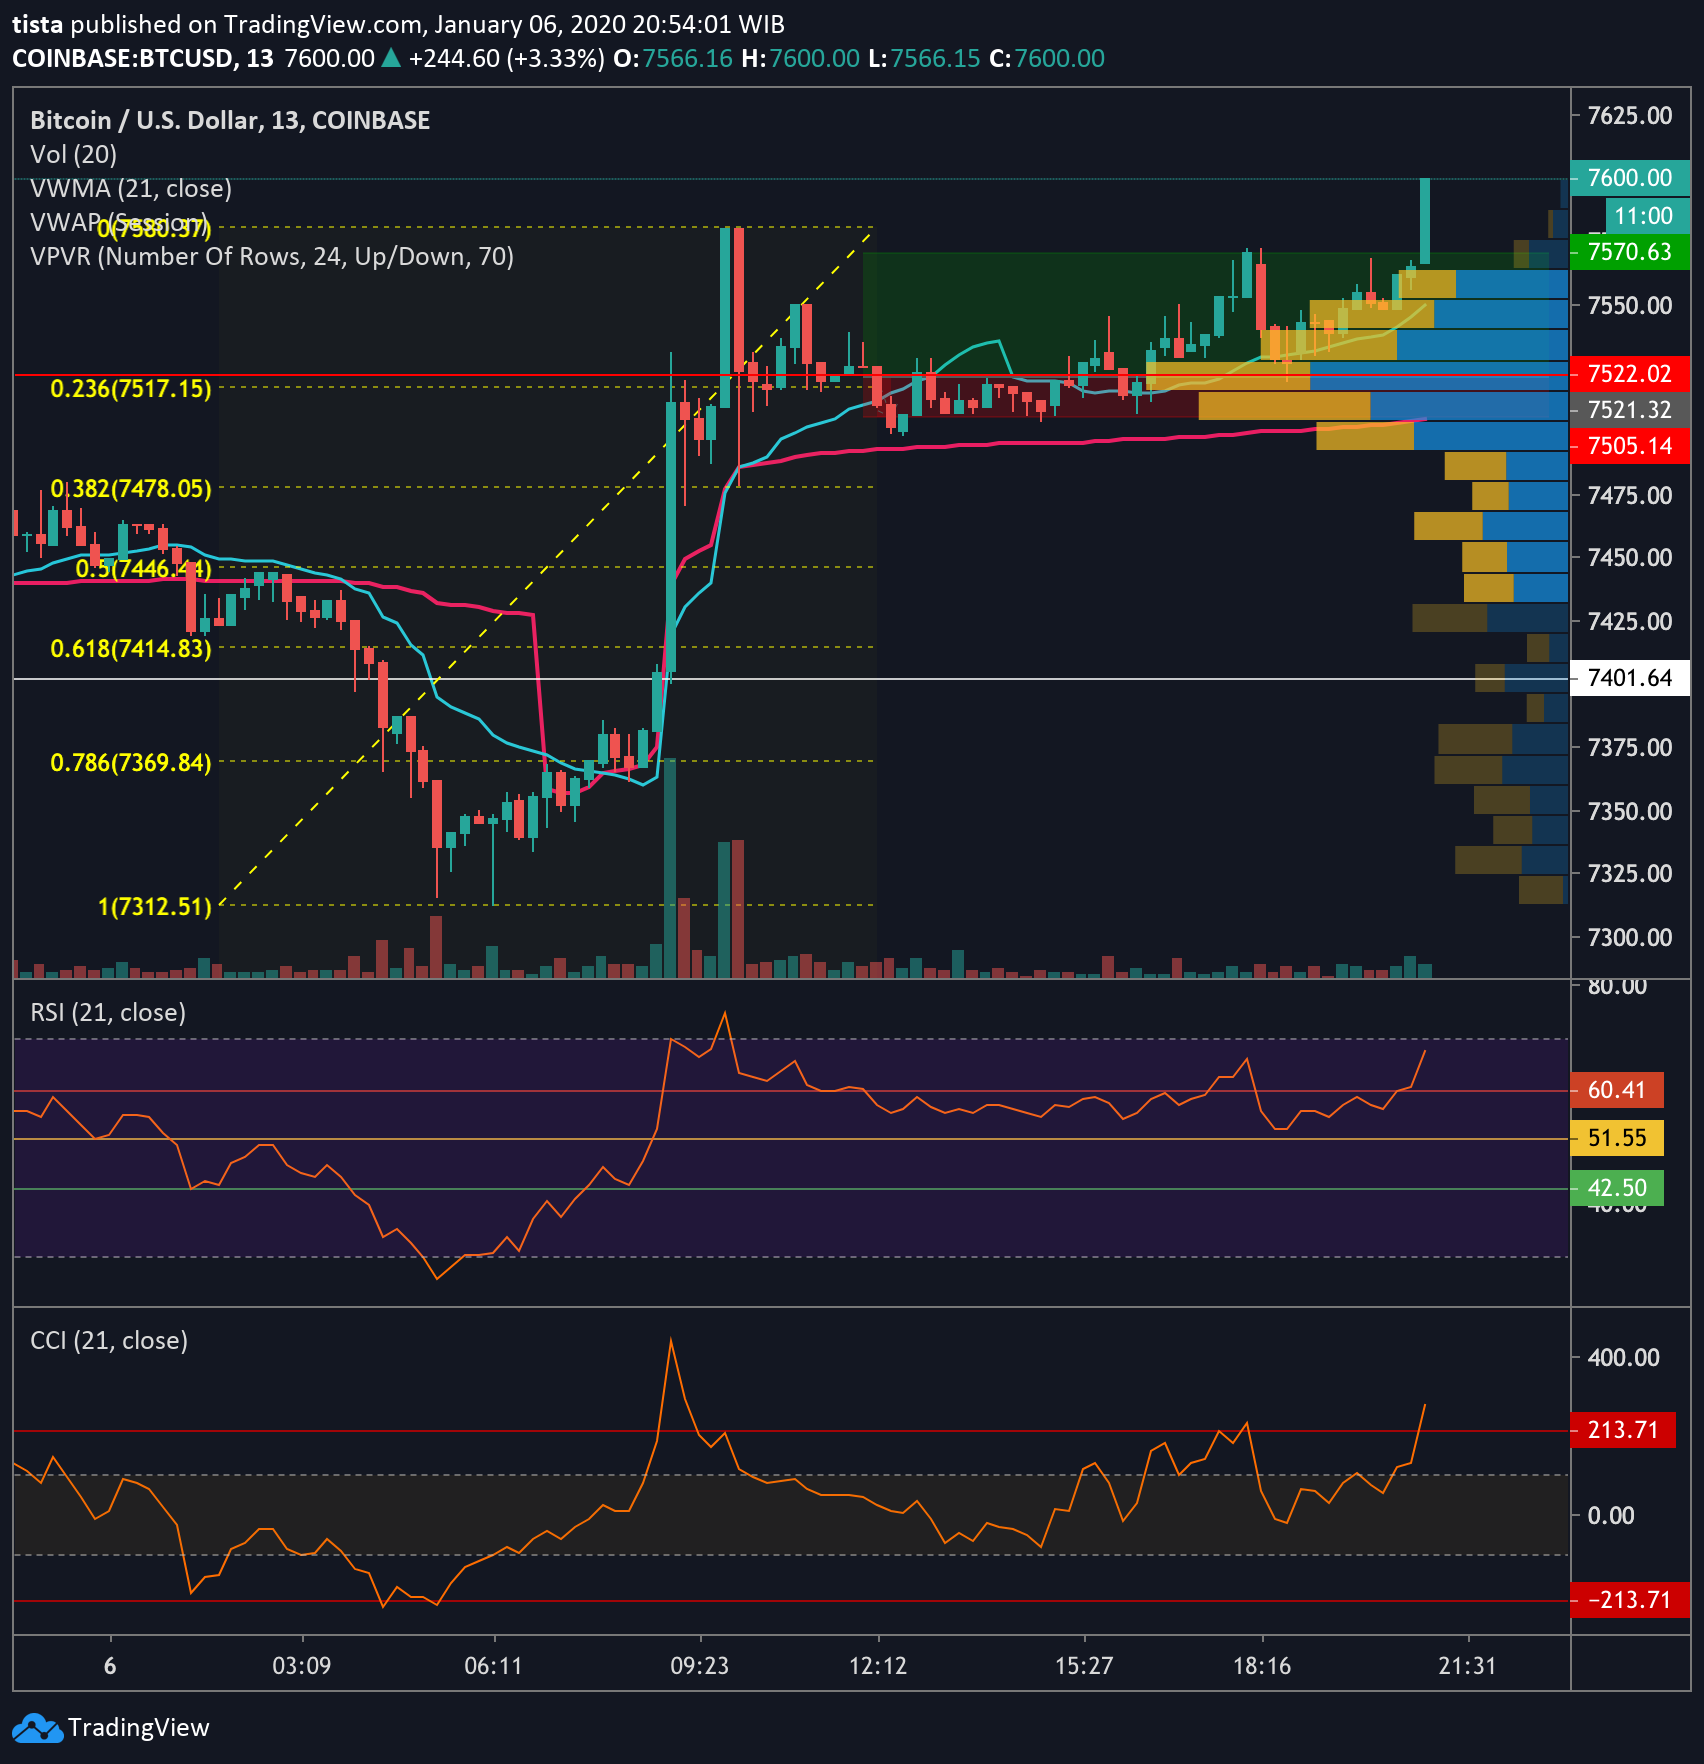 tista published on TradingView.com, January 06, 2020 20:54:01 WIB
COINBASE:BTCUSD, 13 7600.00 ▲ +244.60 (+3.33%) O:7566.16 H:7600.00 L:7566.15 C:7600.00
Bitcoin / U.S. Dollar, 13, COINBASE
Vol (20)
VWMA (21, close)
VWAP (Session)
0(7580.37)
VPVR (Number Of Rows, 24, Up/Down, 70)
0.236(7517.15)
0.382(7478.05)
0.5(7446.44)
0.618(7414.83)
0.786(7369.84)
1(7312.51)
7625.00
7600.00
11:00
7570.63
7550.00
7522.02
7521.32
7505.14
7475.00
7450.00
7425.00
7401.64
7375.00
7350.00
7325.00
7300.00
RSI (21, close)
80.00
60.41
51.55
42.50
40.00
CCI (21, close)
400.00
213.71
0.00
−213.71
6 03:09 06:11 09:23 12:12 15:27 18:16 21:31
TradingView